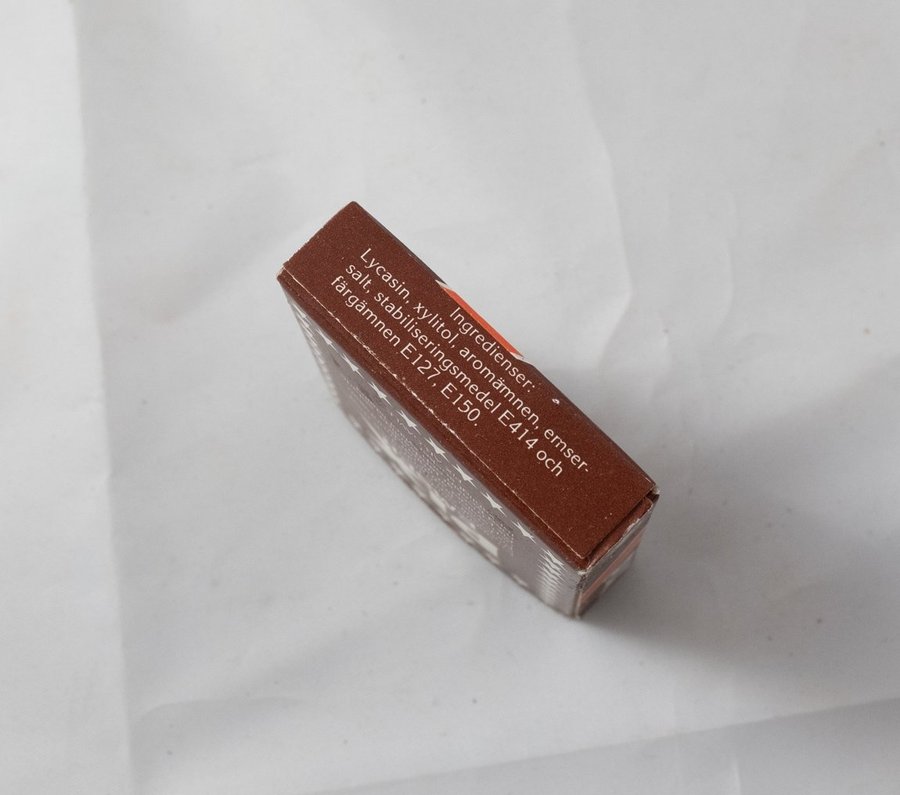 Ingredienser:
Lycasin, xylitol, aromämnen, emser-
salt, stabiliseringsmedel E414 och
färgämnen E127, E150.